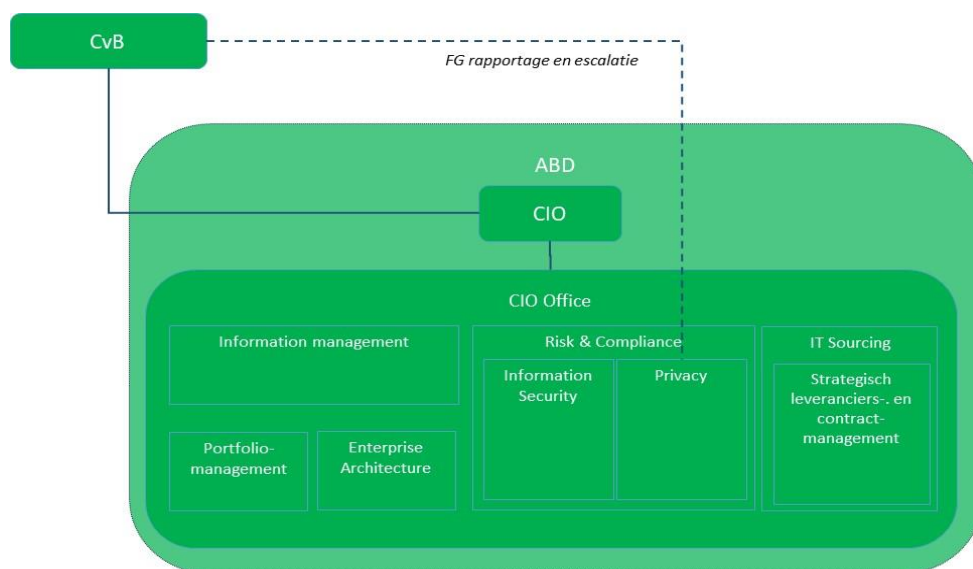 CvB
FG rapportage en escalatie
ABD
CIO
CIO Office
Information management
Risk & Compliance
IT Sourcing
Information
Security
Privacy
Strategisch
leveranciers-. en
contract-
management
Portfolio-
management
Enterprise
Architecture